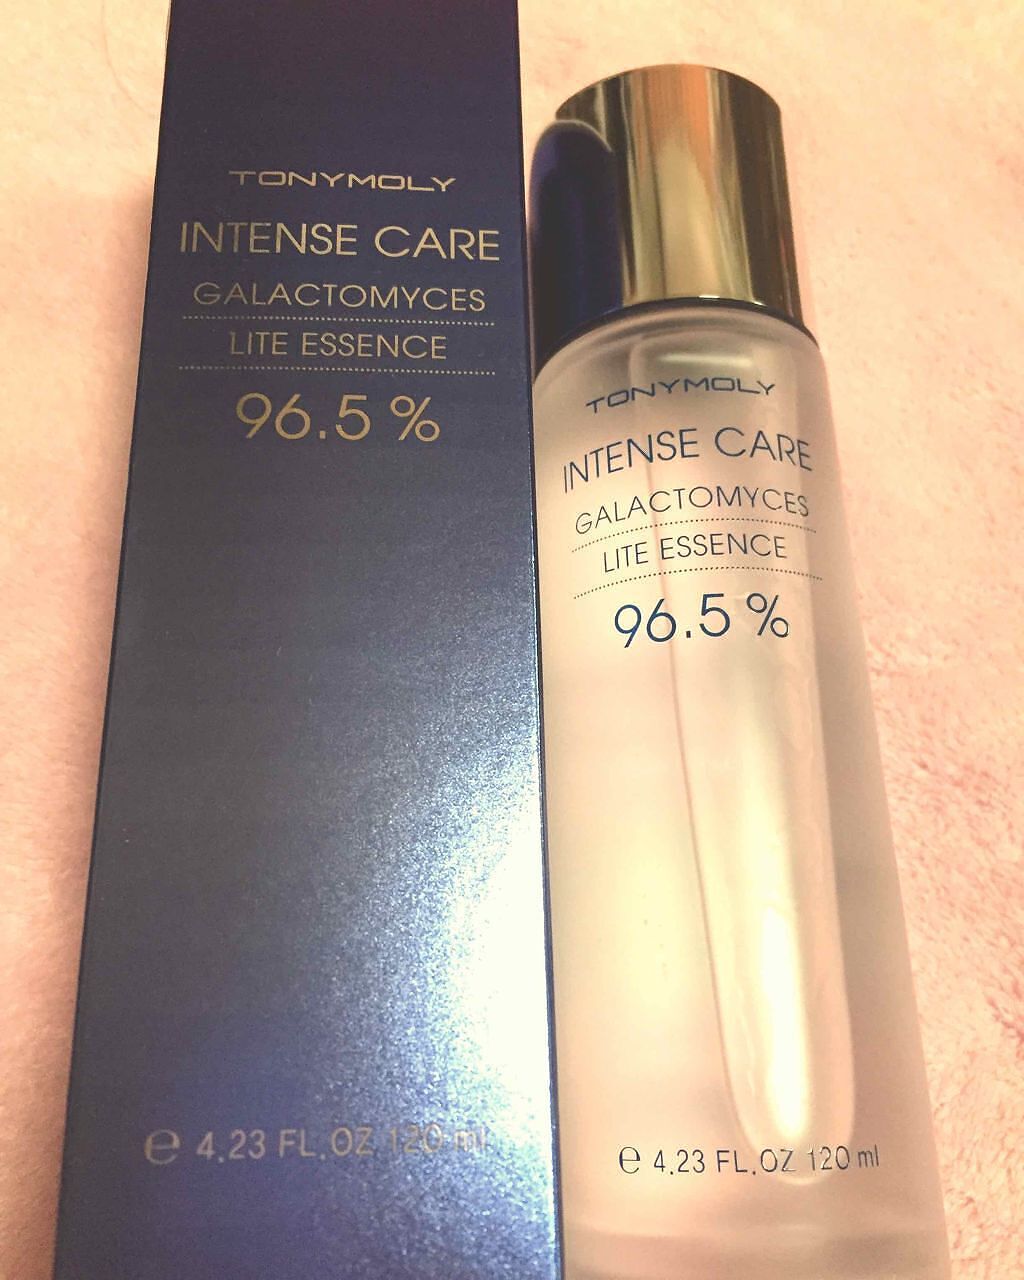 TONYMOLY
INTENSE CARE
GALACTOMYCES
LITE ESSENCE
96.5 %
e 4.23 FL.OZ 120 ml
TONYMOLY
INTENSE CARE
GALACTOMYCES
LITE ESSENCE
96.5 %
e 4.23 FL.OZ 120 ml